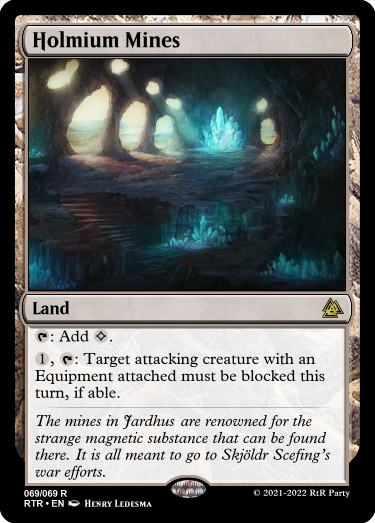 Holmium Mines
Land
T: Add C.
1, T: Target attacking creature with an
Equipment attached must be blocked this
turn, if able.
The mines in Jardhus are renowned for the
strange magnetic substance that can be found
there. It is all meant to go to Skjöldr Scefing's
war efforts.
069/069 R
RTR • EN Henry Ledesma
© 2021-2022 RtR Party